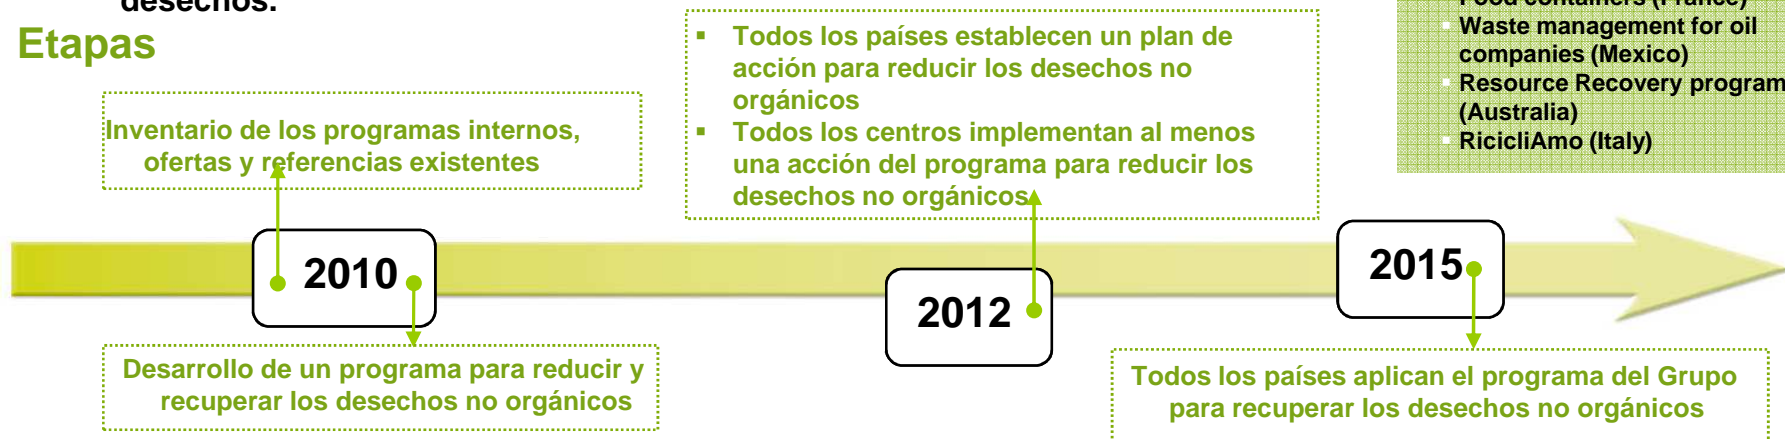 desechos.
Etapas
Inventario de los programas internos,
ofertas y referencias existentes
▪ Todos los países establecen un plan de
acción para reducir los desechos no
orgánicos
▪ Todos los centros implementan al menos
una acción del programa para reducir los
desechos no orgánicos
Food containers (France)
▪ Waste management for oil
companies (Mexico)
▪ Resource Recovery program
(Australia)
▪ RicicliAmo (Italy)
2010
2012
2015
Desarrollo de un programa para reducir y
recuperar los desechos no orgánicos
Todos los países aplican el programa del Grupo
para recuperar los desechos no orgánicos